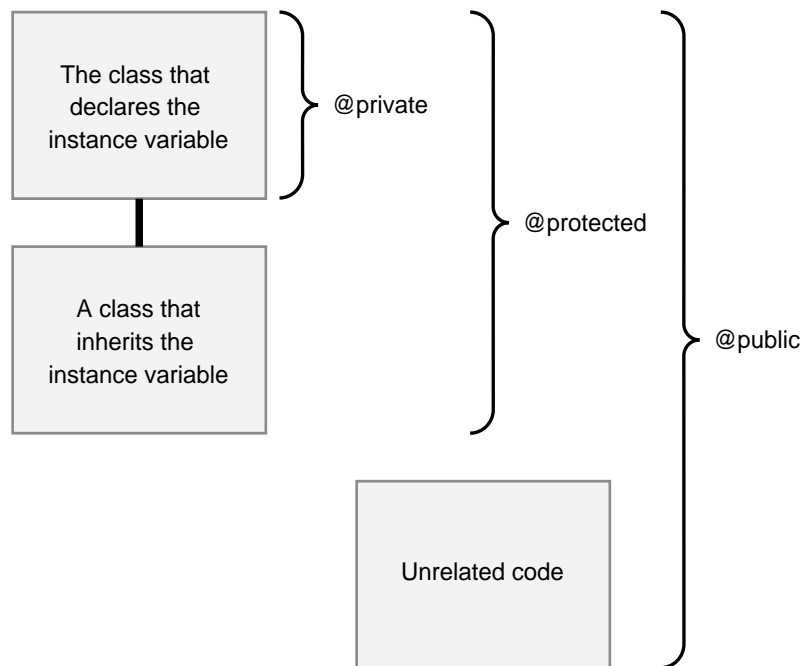 The class that
declares the
instance variable
@private
@protected
A class that
inherits the
instance variable
@public
Unrelated code